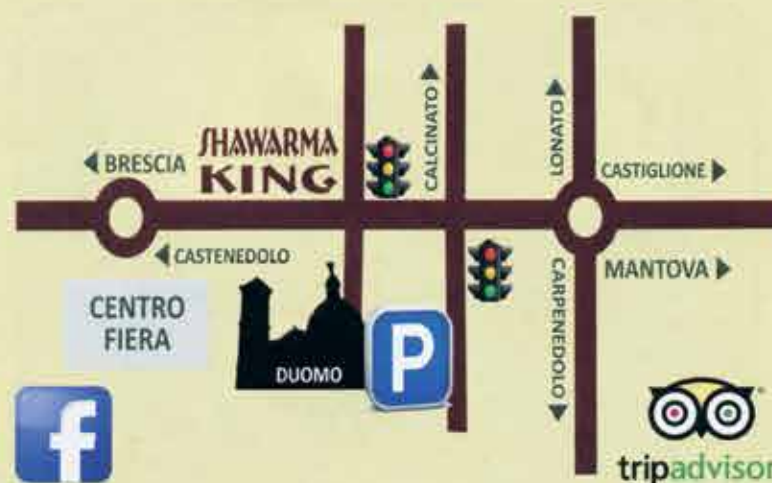 SHAWARMA
KING
◀ BRESCIA
CALCINATO ▶
LONATO ▶
CASTIGLIONE ▶
◀ CASTENEDOLO
MANTOVA ▶
CENTRO
FIERA
CARPENEDOLO ▶
DUOMO
P
f
tripadvisor